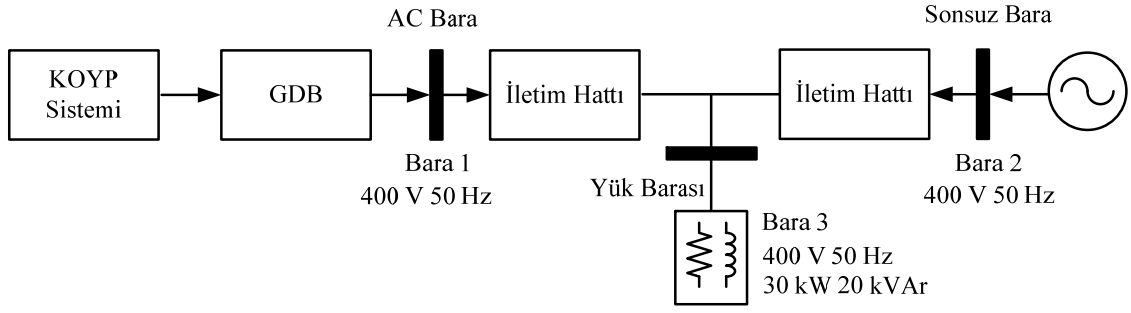 KOYP
Sistemi
GDB
AC Bara
Bara 1
400 V 50 Hz
İletim Hattı
Yük Barası
Bara 3
400 V 50 Hz
30 kW 20 kVAr
İletim Hattı
Sonsuz Bara
Bara 2
400 V 50 Hz